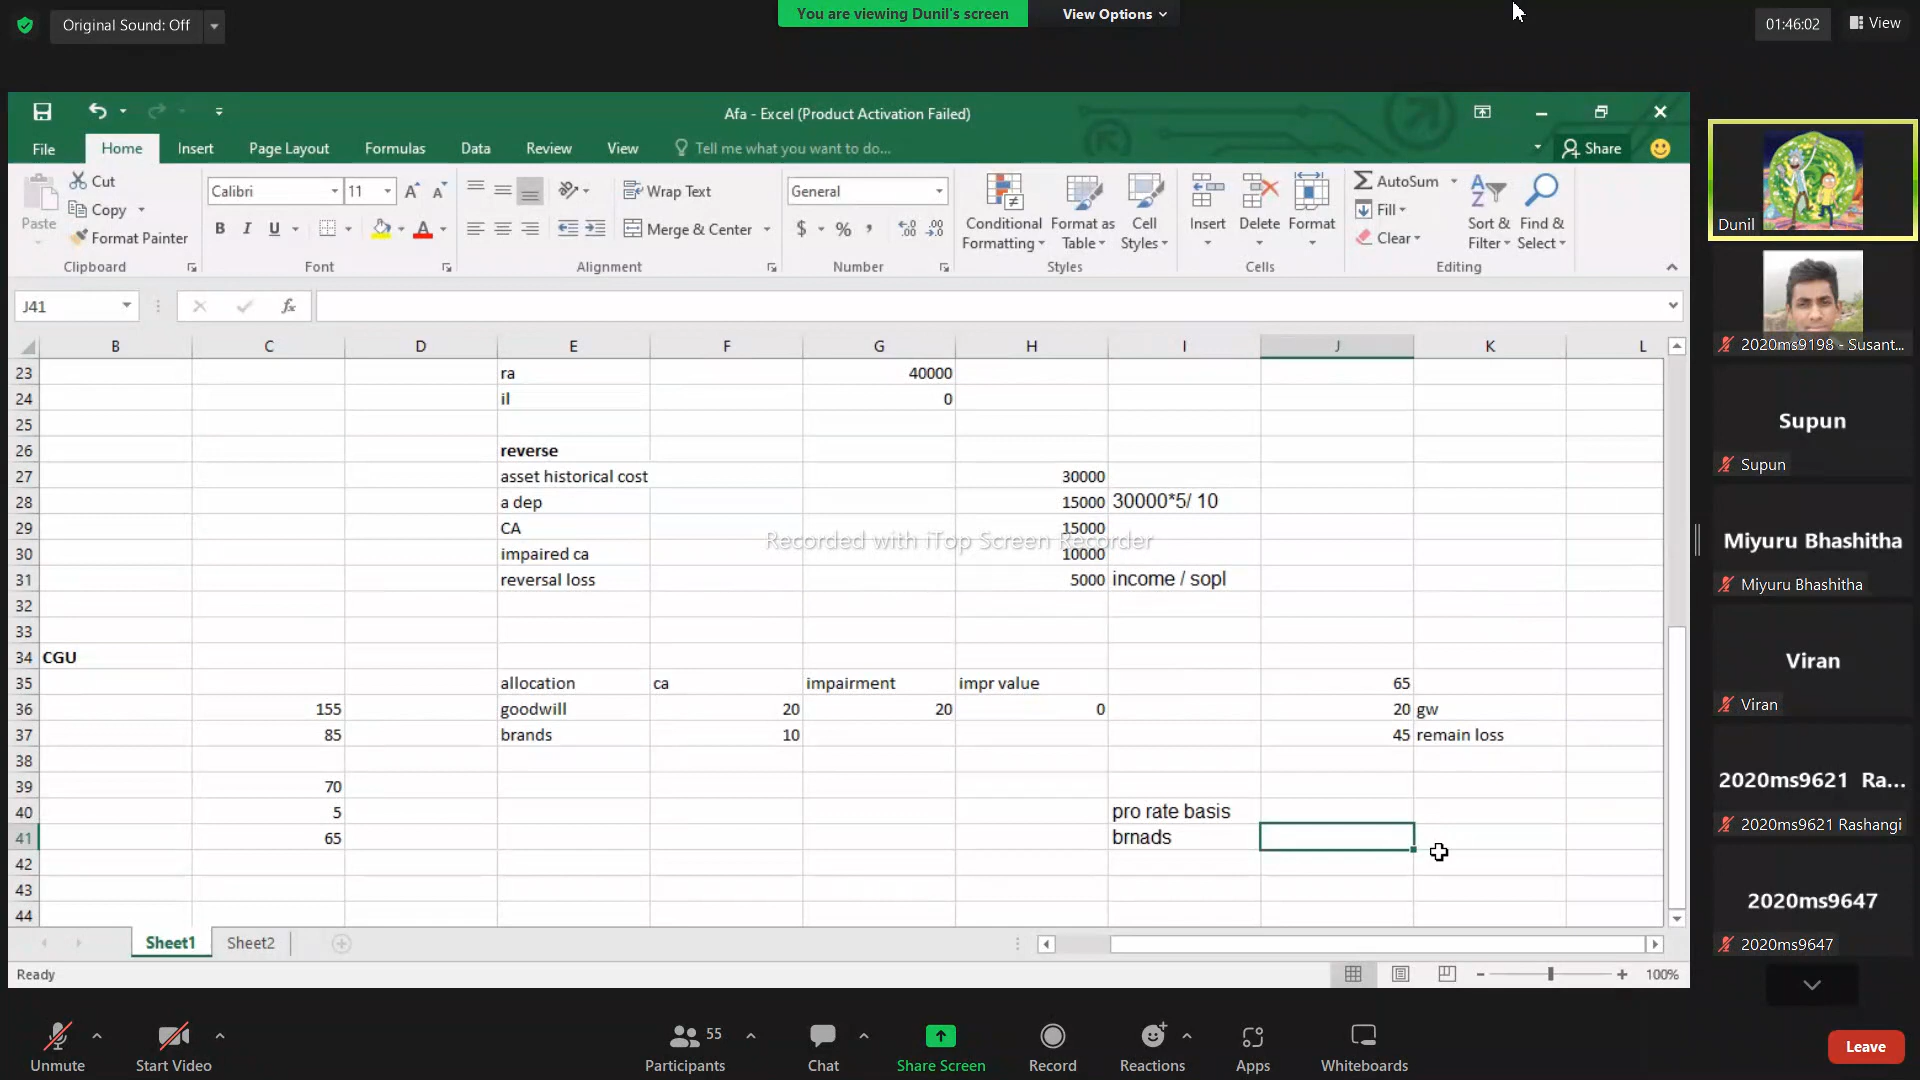 Original Sound: Off
You are viewing Dunil's screen
View Options
01:46:02
View
Afa - Excel (Product Activation Failed)
File
Home
Insert
Page Layout
Formulas
Data
Review
View
Tell me what you want to do...
Share
Paste
Cut
Copy
Format Painter
Clipboard
Calibri
11
B I U
Font
Wrap Text
Merge & Center
Alignment
General
$ % ,
Number
Conditional Formatting
Format as Table
Cell Styles
Styles
Insert
Delete
Format
Cells
AutoSum
Fill
Clear
Sort & Filter
Find & Select
Editing
J41
fx
B C D E F G H I J K L
23 ra 40000
24 il 0
25
26 reverse
27 asset historical cost 30000
28 a dep 15000 30000*5/ 10
29 CA 15000
30 impaired ca 10000
31 reversal loss 5000 income / sopl
32
33
34 CGU
35 allocation ca impairment impr value 65
36 155 goodwill 20 20 0 20 gw
37 85 brands 10 45 remain loss
38
39 70
40 5 pro rate basis
41 65 brnads
42
43
44
Recorded with iTop Screen Recorder
Sheet1
Sheet2
Ready
100%
Dunil
2020ms9198 - Susant...
Supun
Supun
Miyuru Bhashitha
Miyuru Bhashitha
Viran
Viran
2020ms9621 Ra...
2020ms9621 Rashangi
2020ms9647
2020ms9647
Unmute
Start Video
55
Participants
Chat
Share Screen
Record
Reactions
Apps
Whiteboards
Leave